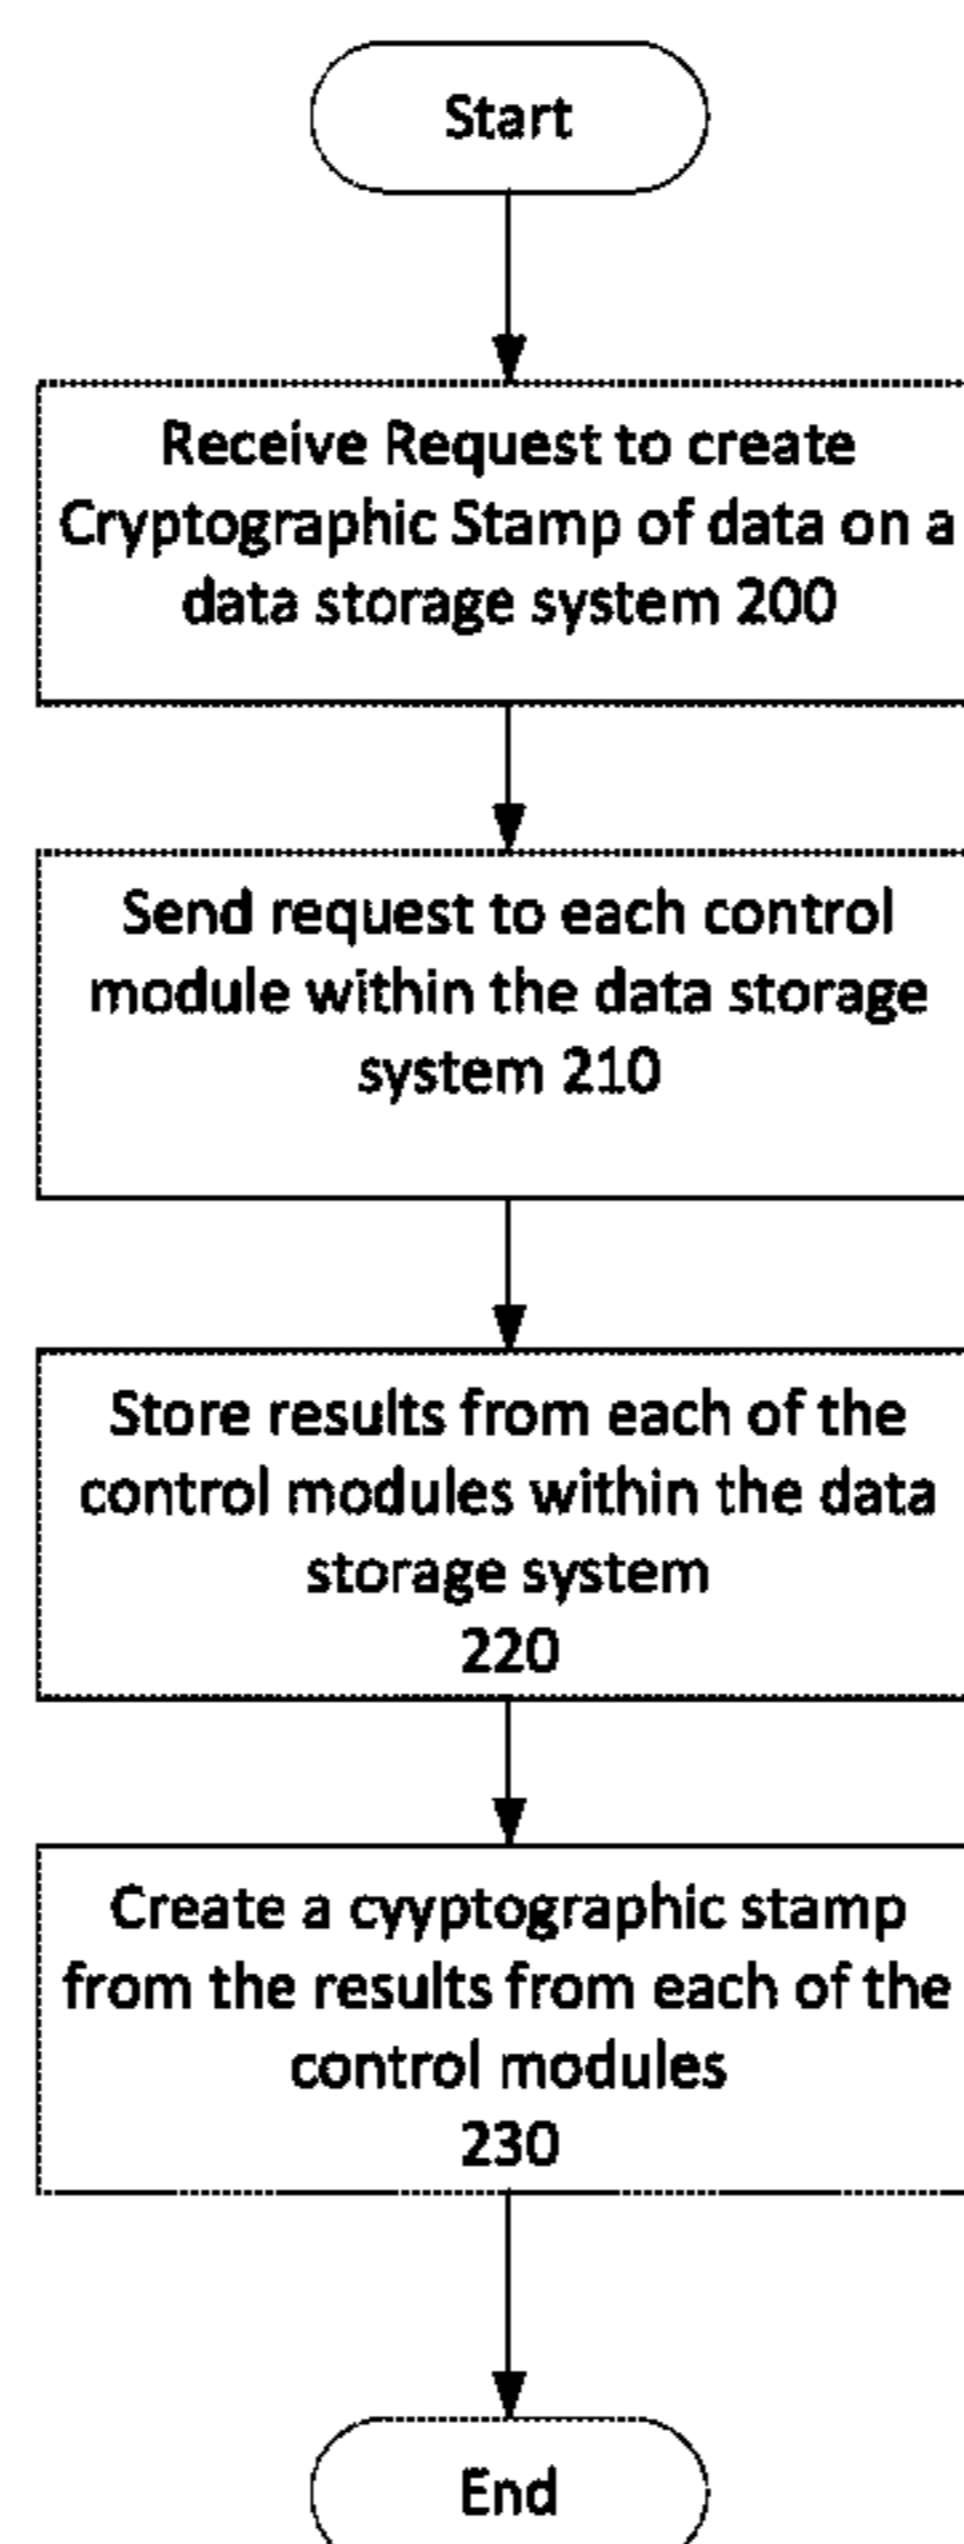 Start
Receive Request to create
Cryptographic Stamp of data on a
data storage system 200
Send request to each control
module within the data storage
system 210
Store results from each of the
control modules within the data
storage system
220
Create a cyyptographic stamp
from the results from each of the
control modules
230
End